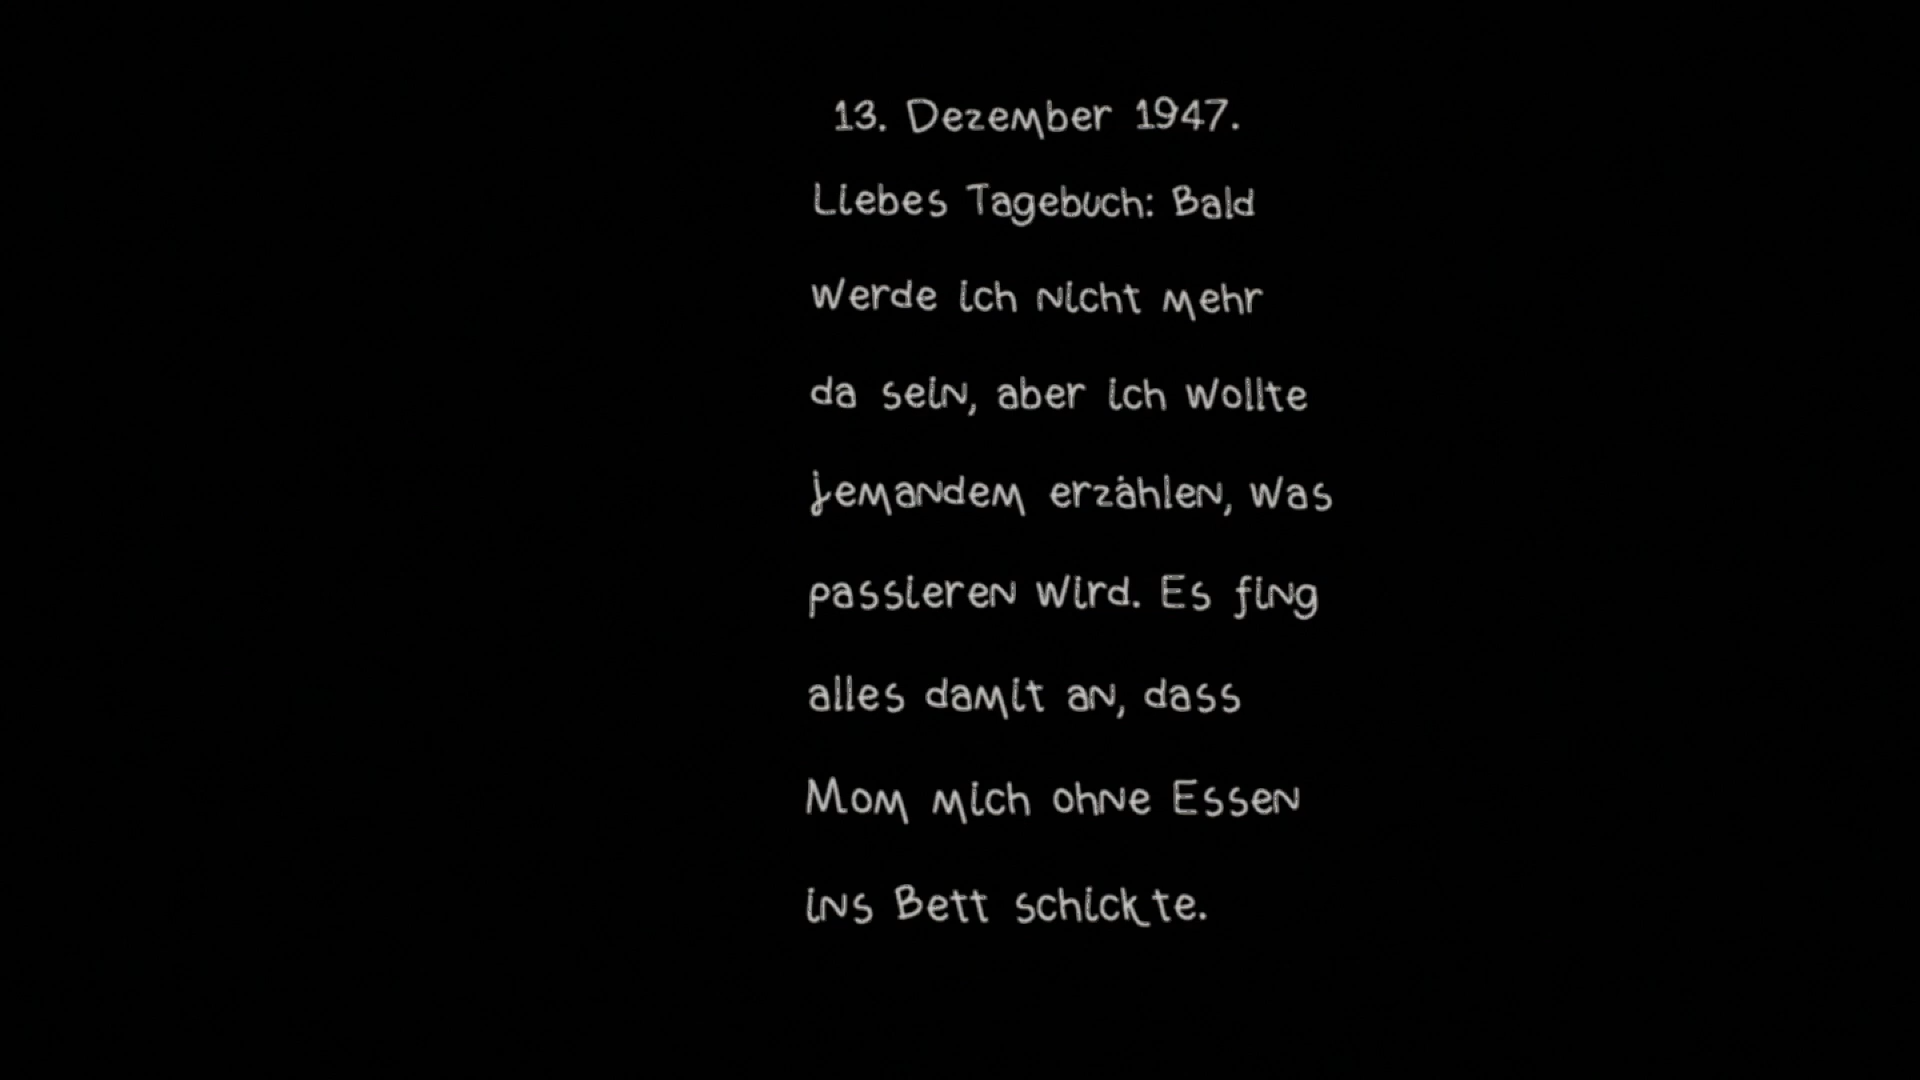 13. Dezember 1947.
Liebes Tagebuch: Bald
werde ich nicht mehr
da sein, aber ich wollte
jemandem erzählen, was
passieren wird. Es fing
alles damit an, dass
Mom mich ohne Essen
ins Bett schickte.